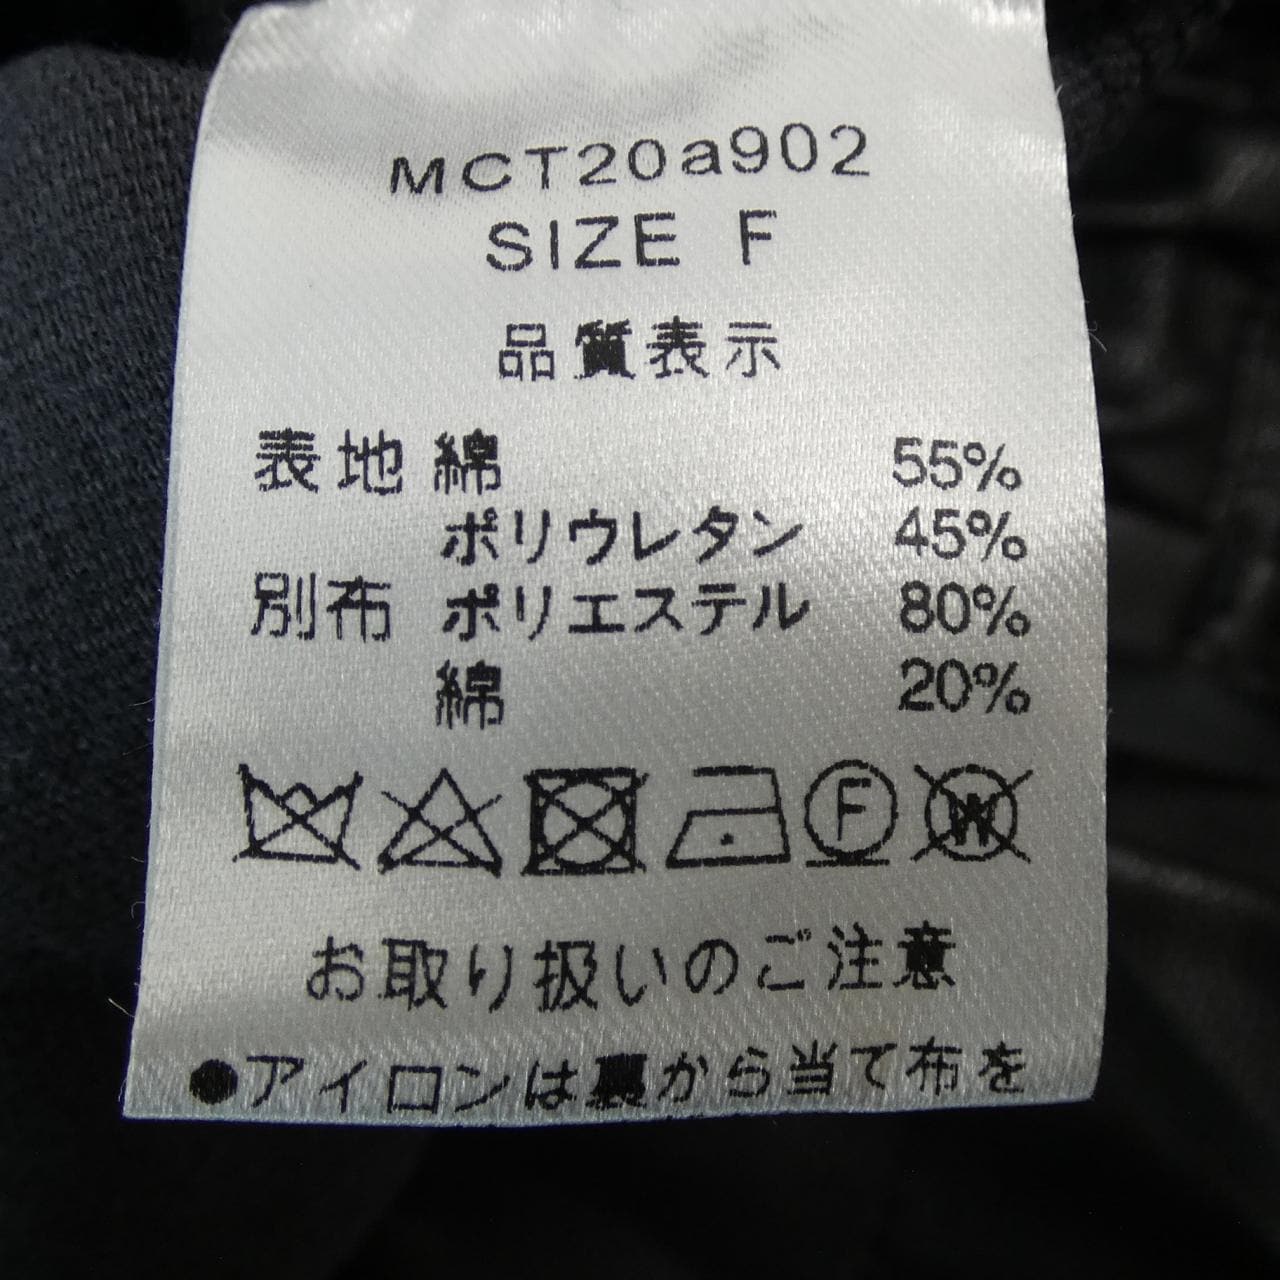 MCT20a902
SIZE F
品質表示
表地 綿 55%
ポリウレタン 45%
別布 ポリエステル 80%
綿 20%
F W
お取り扱いのご注意
●アイロンは裏から当て布を